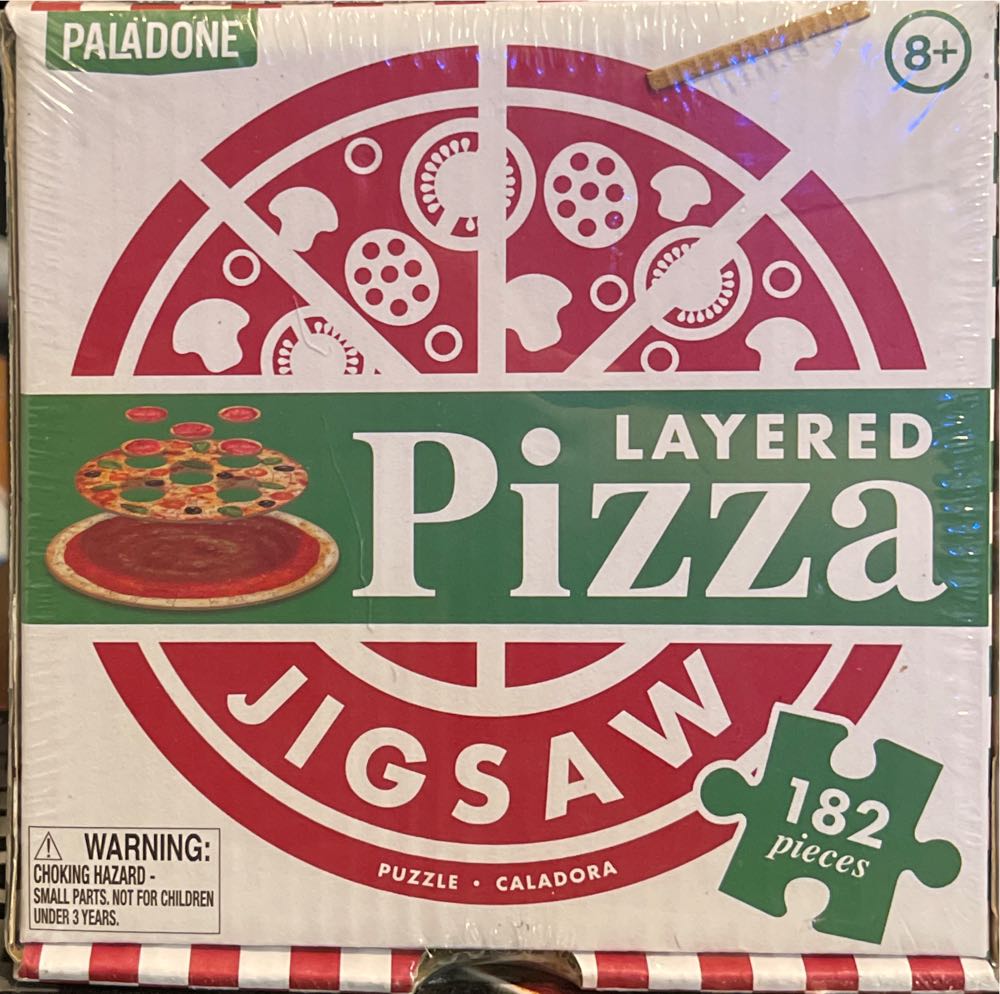 PALADONE
8+
LAYERED
Pizza
JIGSAW
182
pieces
PUZZLE • CALADORA
⚠ WARNING:
CHOKING HAZARD -
SMALL PARTS. NOT FOR CHILDREN
UNDER 3 YEARS.